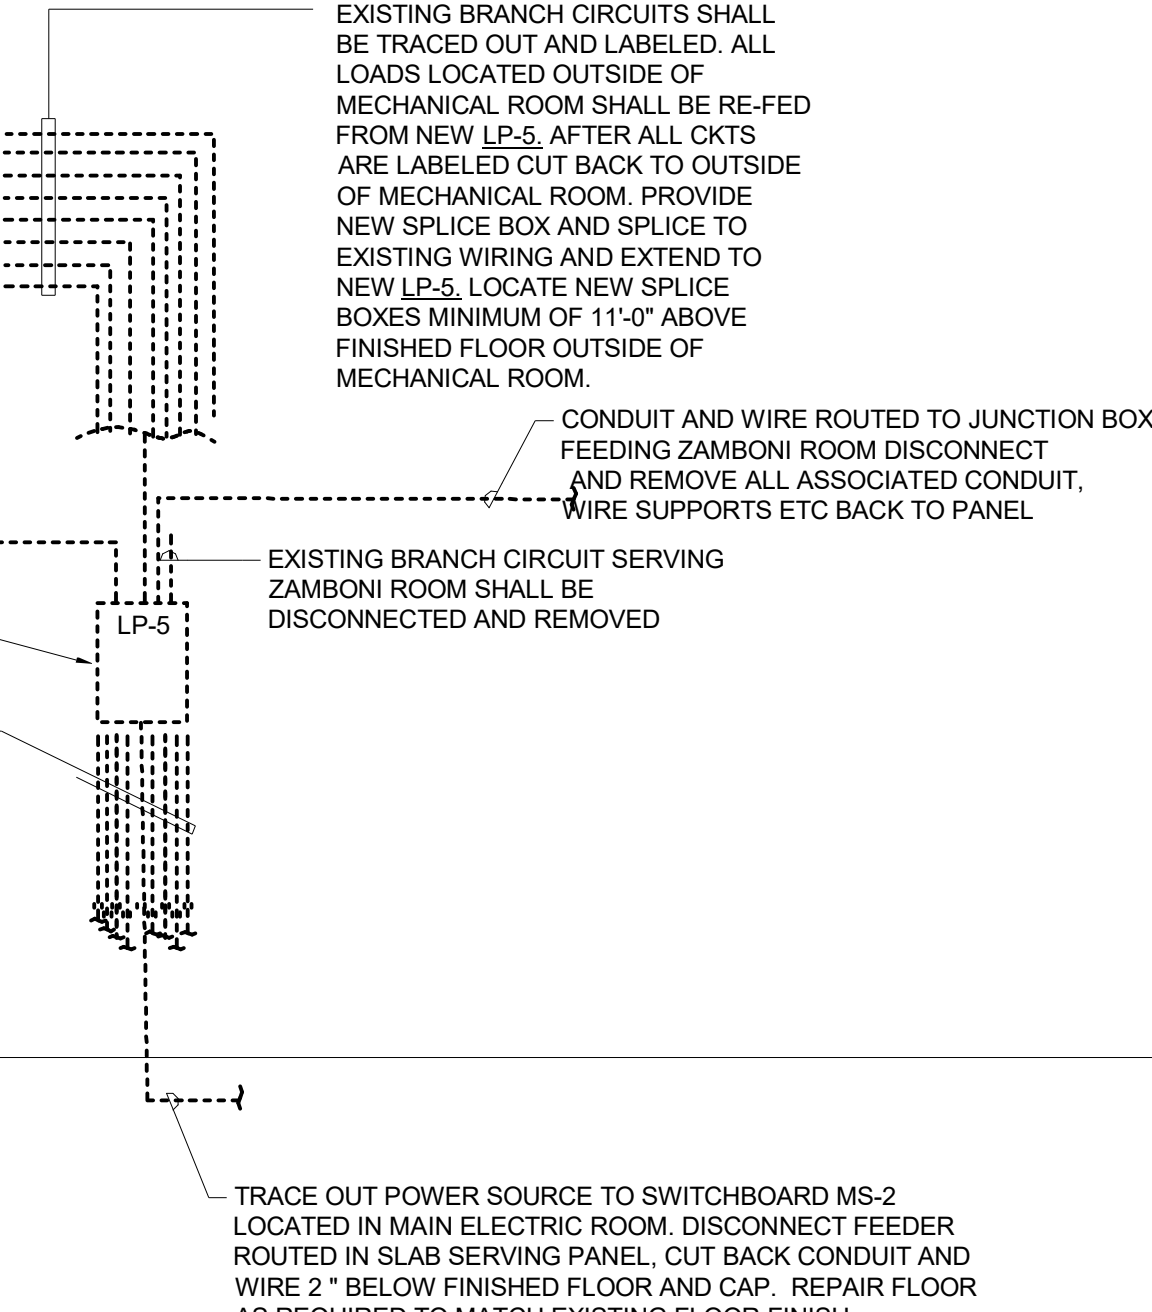 EXISTING BRANCH CIRCUITS SHALL
BE TRACED OUT AND LABELED. ALL
LOADS LOCATED OUTSIDE OF
MECHANICAL ROOM SHALL BE RE-FED
FROM NEW LP-5. AFTER ALL CKTS
ARE LABELED CUT BACK TO OUTSIDE
OF MECHANICAL ROOM. PROVIDE
NEW SPLICE BOX AND SPLICE TO
EXISTING WIRING AND EXTEND TO
NEW LP-5. LOCATE NEW SPLICE
BOXES MINIMUM OF 11'-0" ABOVE
FINISHED FLOOR OUTSIDE OF
MECHANICAL ROOM.
CONDUIT AND WIRE ROUTED TO JUNCTION BOX
FEEDING ZAMBONI ROOM DISCONNECT
AND REMOVE ALL ASSOCIATED CONDUIT,
WIRE SUPPORTS ETC BACK TO PANEL
EXISTING BRANCH CIRCUIT SERVING
ZAMBONI ROOM SHALL BE
DISCONNECTED AND REMOVED
LP-5
TRACE OUT POWER SOURCE TO SWITCHBOARD MS-2
LOCATED IN MAIN ELECTRIC ROOM. DISCONNECT FEEDER
ROUTED IN SLAB SERVING PANEL, CUT BACK CONDUIT AND
WIRE 2 " BELOW FINISHED FLOOR AND CAP.  REPAIR FLOOR
AS REQUIRED TO MATCH EXISTING FLOOR FINISH